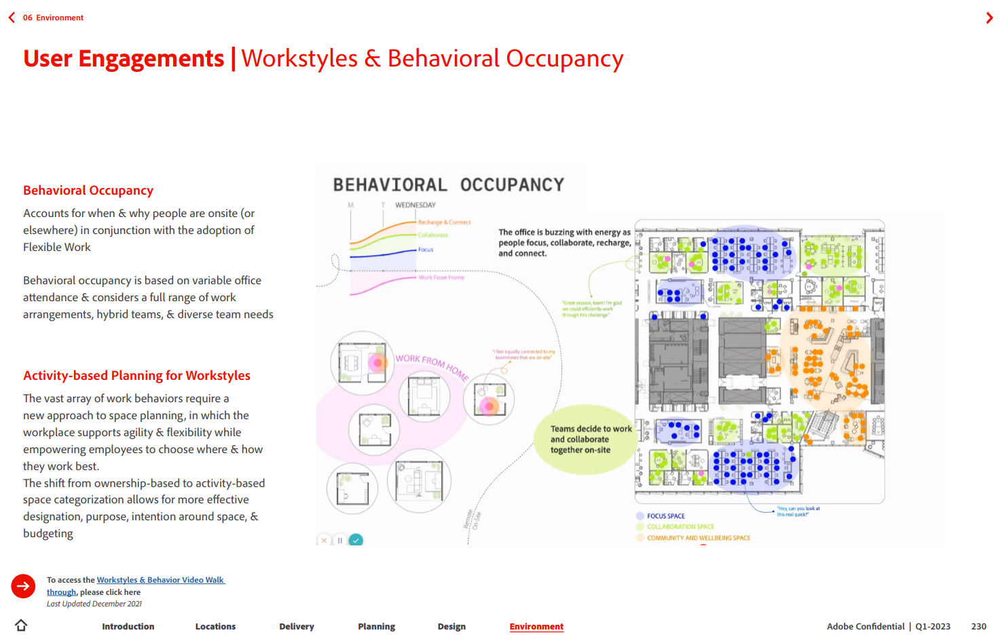 06 Environment
User Engagements | Workstyles & Behavioral Occupancy
Behavioral Occupancy
Accounts for when & why people are onsite (or
elsewhere) in conjunction with the adoption of
Flexible Work
Behavioral occupancy is based on variable office
attendance & considers a full range of work
arrangements, hybrid teams, & diverse team needs
Activity-based Planning for Workstyles
The vast array of work behaviors require a
new approach to space planning, in which the
workplace supports agility & flexibility while
empowering employees to choose where & how
they work best.
The shift from ownership-based to activity-based
space categorization allows for more effective
designation, purpose, intention around space, &
budgeting
BEHAVIORAL OCCUPANCY
M T WEDNESDAY
Recharge & Connect
Collaborate
Focus
Work From Home
The office is buzzing with energy as
people focus, collaborate, recharge,
and connect.
"Great session, team! I'm glad
we could efficiently work
through this challenge"
WORK FROM HOME
"I feel equally connected to my
teammates that are on-site"
Teams decide to work
and collaborate
together on-site
Remote
On-Site
"Hey, can you look at
this real quick?"
FOCUS SPACE
COLLABORATION SPACE
COMMUNITY AND WELLBEING SPACE
To access the Workstyles & Behavior Video Walk
through, please click here
Last Updated December 2021
Introduction Locations Delivery Planning Design Environment
Adobe Confidential | Q1-2023 230